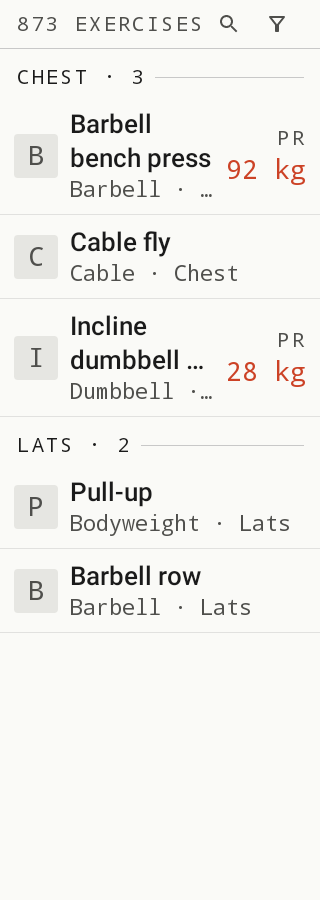 873 EXERCISES
CHEST · 3
B
Barbell
bench press
Barbell · …
PR
92 kg
C
Cable fly
Cable · Chest
I
Incline
dumbbell …
Dumbbell ·…
PR
28 kg
LATS · 2
P
Pull-up
Bodyweight · Lats
B
Barbell row
Barbell · Lats